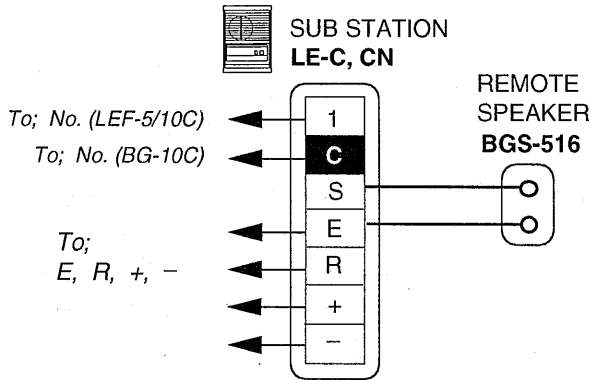 SUB STATION
LE-C, CN
REMOTE
SPEAKER
BGS-516
To; No. (LEF-5/10C)
To; No. (BG-10C)
To;
E, R, +, −
1
C
S
E
R
+
−